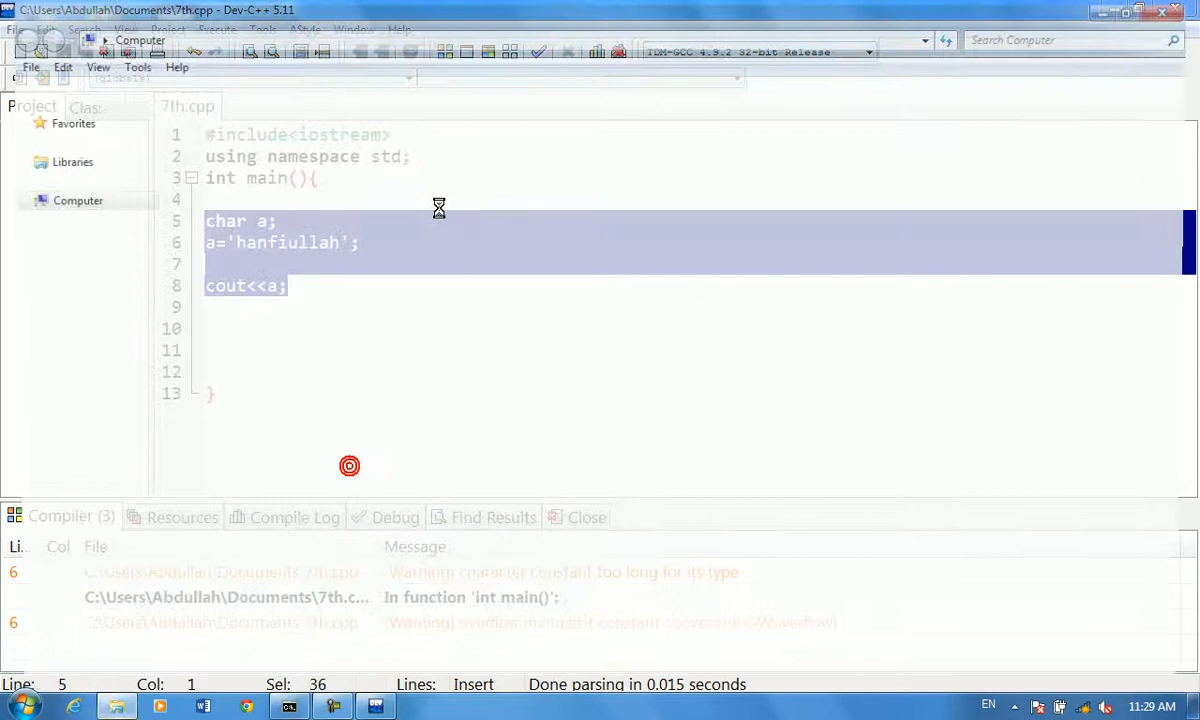 C:\Users\Abdullah\Documents\7th.cpp - Dev-C++ 5.11
File Edit Search View Project Execute Tools AStyle Window Help
Computer
Search Computer
TDM-GCC 4.9.2 32-bit Release
File Edit View Tools Help
(globals)
Project Clas
7th.cpp
Favorites
Libraries
Computer
1 #include<iostream>
2 using namespace std;
3 int main(){
4
5 char a;
6 a='hanfiullah';
7
8 cout<<a;
9
10
11
12
13 }
Compiler (3) Resources Compile Log Debug Find Results Close
Li.. Col File Message
6 C:\Users\Abdullah\Documents\7th.cpp [Warning] character constant too long for its type
C:\Users\Abdullah\Documents\7th.c... In function 'int main()':
6 C:\Users\Abdullah\Documents\7th.cpp [Warning] overflow in implicit constant conversion [-Woverflow]
Line: 5 Col: 1 Sel: 36 Lines: Insert Done parsing in 0.015 seconds
EN 11:29 AM